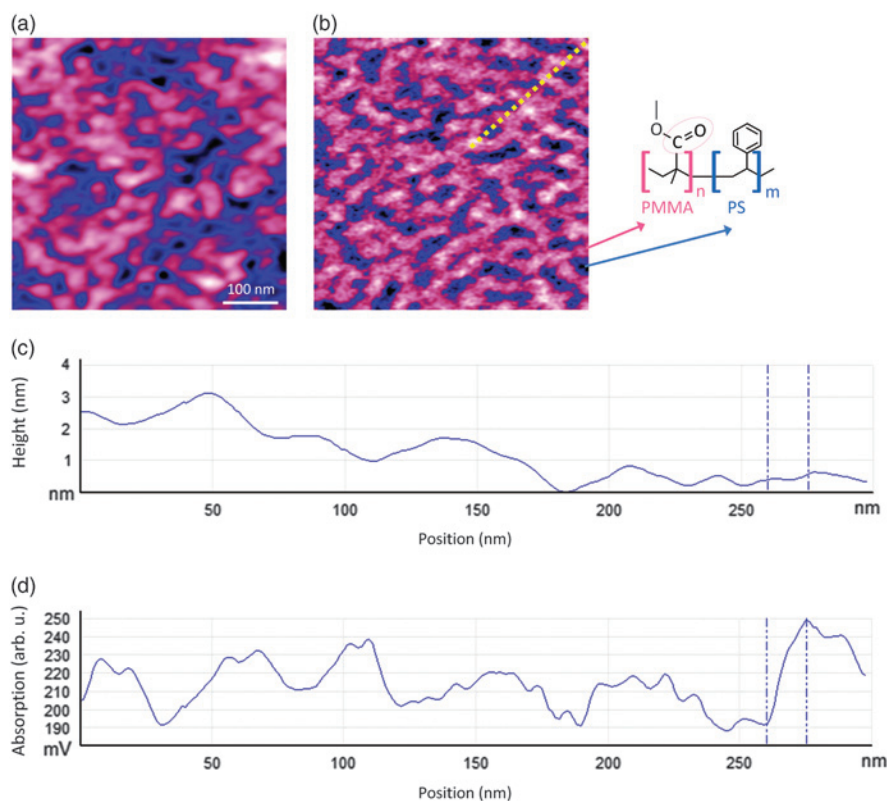 (a)
(b)
100 nm
O
C=O
[ ]n [ ]m
PMMA PS
(c)
Height (nm)
4
3
2
1
nm
50 100 150 200 250 nm
Position (nm)
(d)
Absorption (arb. u.)
250
240
230
220
210
200
190
mV
50 100 150 200 250 nm
Position (nm)